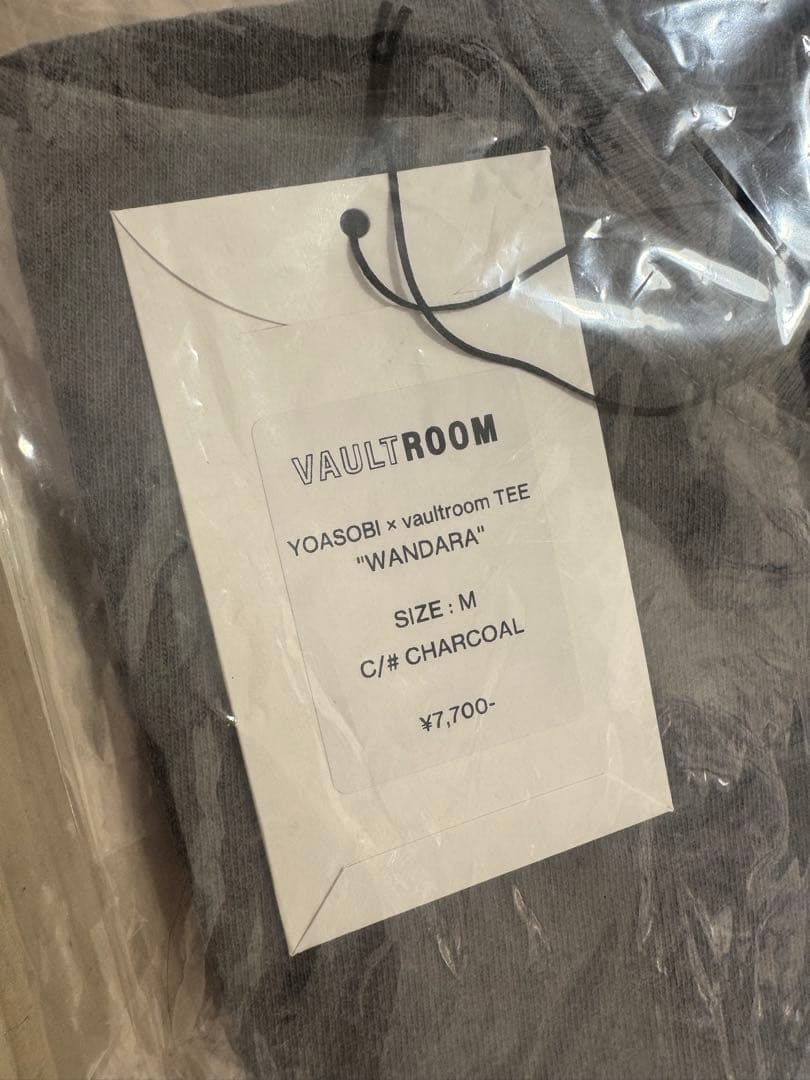 VAULTROOM
YOASOBI × vaultroom TEE
"WANDARA"
SIZE : M
C/# CHARCOAL
¥7,700-